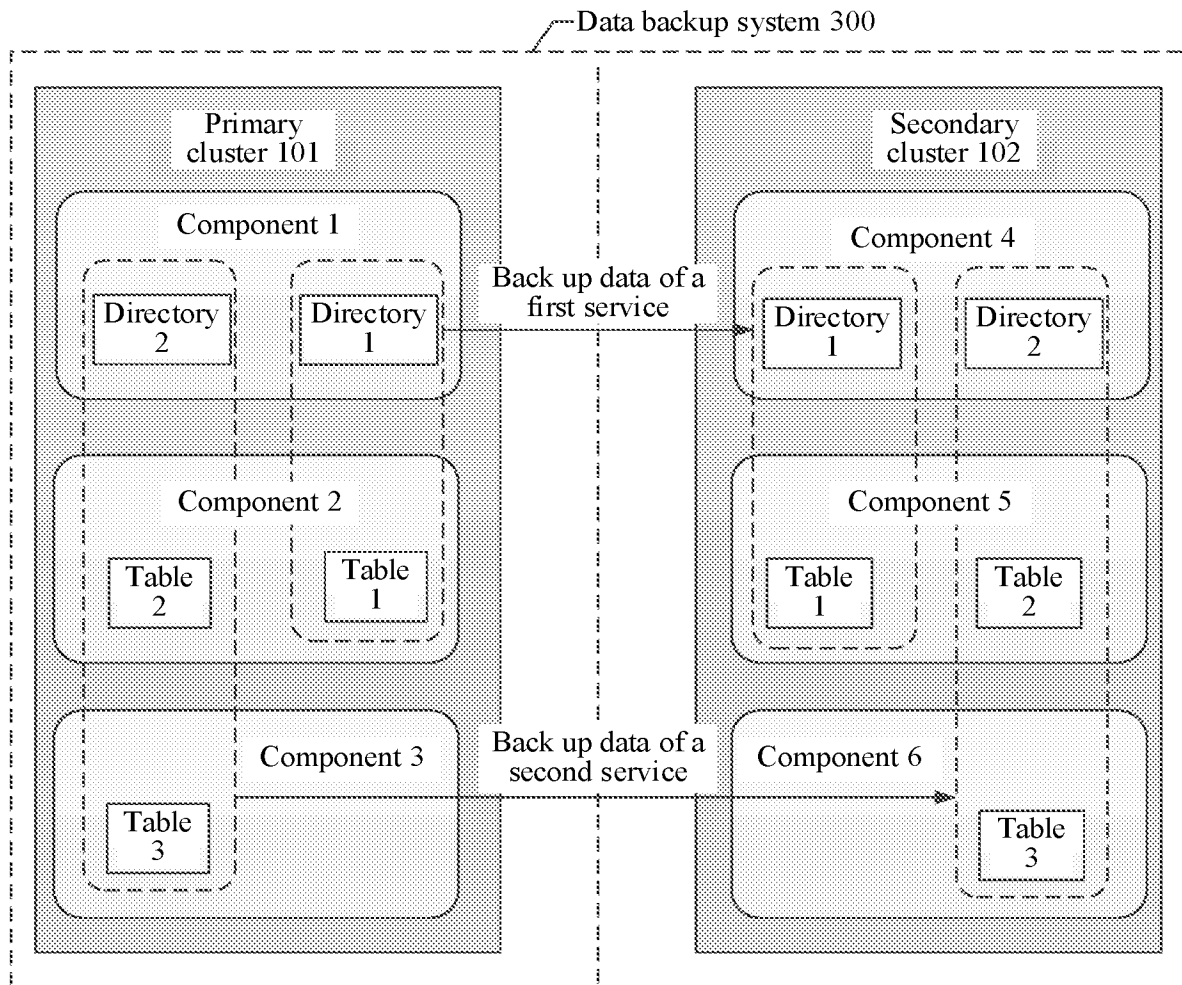 Data backup system 300
Primary
cluster 101
Secondary
cluster 102
Component 1
Directory
2
Directory
1
Back up data of a
first service
Component 4
Directory
1
Directory
2
Component 2
Table
2
Table
1
Component 5
Table
1
Table
2
Component 3
Table
3
Back up data of a
second service
Component 6
Table
3